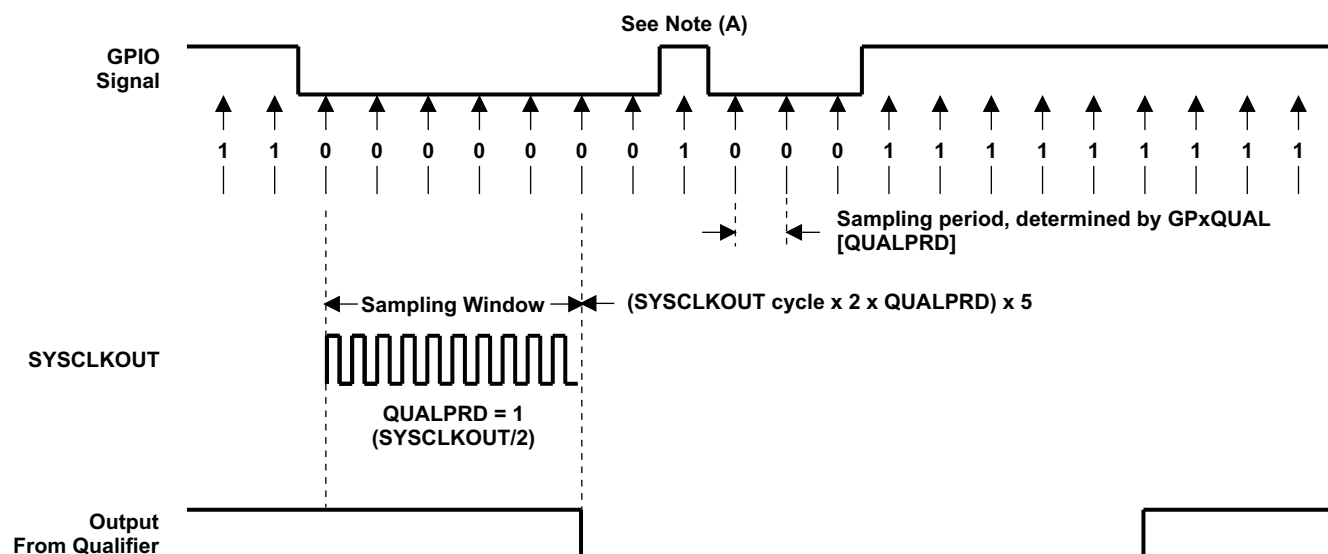 See Note (A)
GPIO
Signal
1 1 0 0 0 0 0 0 0 1 0 0 0 1 1 1 1 1 1 1 1 1
Sampling period, determined by GPxQUAL
[QUALPRD]
Sampling Window
(SYSCLKOUT cycle x 2 x QUALPRD) x 5
SYSCLKOUT
QUALPRD = 1
(SYSCLKOUT/2)
Output
From Qualifier